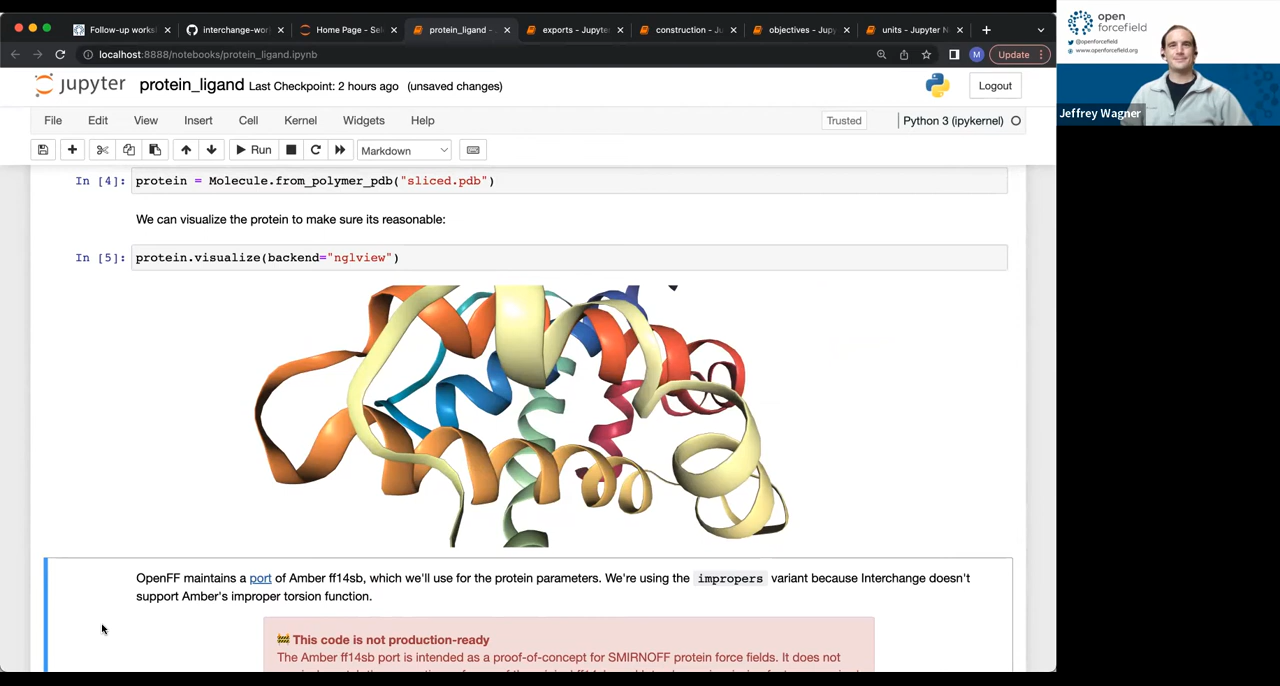 Follow-up works
interchange-wor
Home Page - Sel
protein_ligand -
exports - Jupyte
construction - Ju
objectives - Jupy
units - Jupyter N
localhost:8888/notebooks/protein_ligand.ipynb
M
Update
jupyter protein_ligand Last Checkpoint: 2 hours ago (unsaved changes)
Logout
File Edit View Insert Cell Kernel Widgets Help
Trusted
Python 3 (ipykernel)
Run
Markdown
In [4]: protein = Molecule.from_polymer_pdb("sliced.pdb")
We can visualize the protein to make sure its reasonable:
In [5]: protein.visualize(backend="nglview")
OpenFF maintains a port of Amber ff14sb, which we'll use for the protein parameters. We're using the impropers variant because Interchange doesn't
support Amber's improper torsion function.
This code is not production-ready
The Amber ff14sb port is intended as a proof-of-concept for SMIRNOFF protein force fields. It does not
open
forcefield
@openforcefield
www.openforcefield.org
Jeffrey Wagner